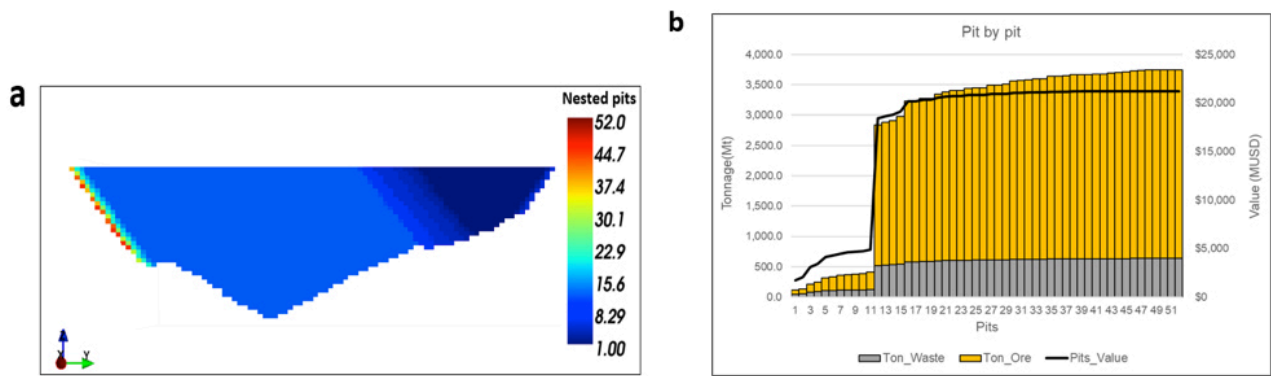 a
Nested pits
52.0
44.7
37.4
30.1
22.9
15.6
8.29
1.00
X
Y
b
Pit by pit
4,000.0
3,500.0
3,000.0
2,500.0
2,000.0
1,500.0
1,000.0
500.0
0.0
Tonnage(Mt)
$25,000
$20,000
$15,000
$10,000
$5,000
$0
Value (MUSD)
1 3 5 7 9 11 13 15 17 19 21 23 25 27 29 31 33 35 37 39 41 43 45 47 49 51
Pits
Ton_Waste Ton_Ore Pits_Value